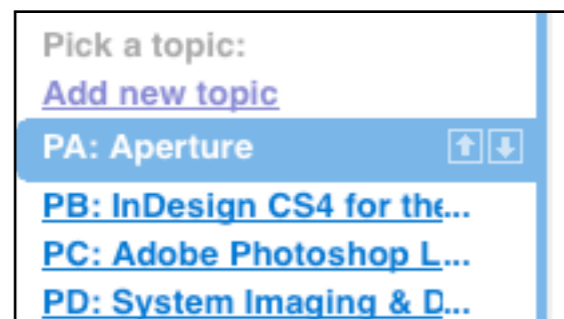 Pick a topic:
Add new topic
PA: Aperture
PB: InDesign CS4 for the...
PC: Adobe Photoshop L...
PD: System Imaging & D...